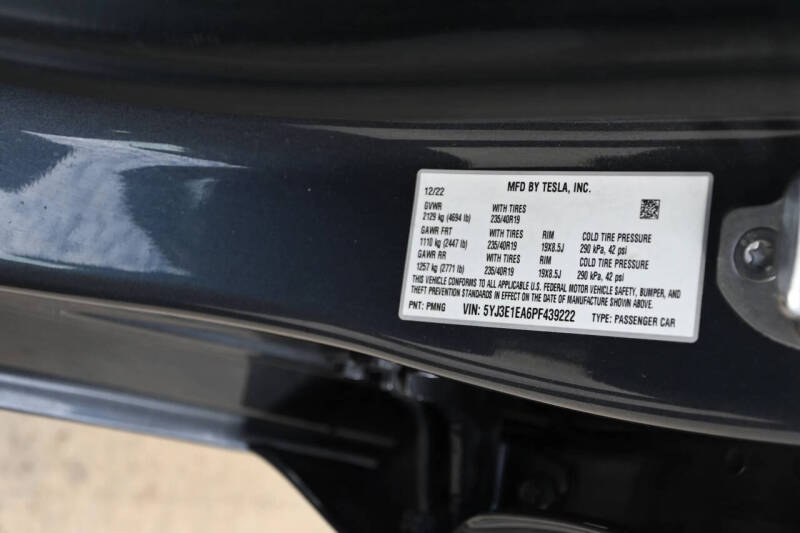 MFD BY TESLA, INC.
12/22
GVWR WITH TIRES
2129 kg (4694 lb) 235/40R19
GAWR FRT WITH TIRES RIM COLD TIRE PRESSURE
1110 kg (2447 lb) 235/40R19 19X8.5J 290 kPa, 42 psi
GAWR RR WITH TIRES RIM COLD TIRE PRESSURE
1257 kg (2771 lb) 235/40R19 19X8.5J 290 kPa, 42 psi
THIS VEHICLE CONFORMS TO ALL APPLICABLE U.S. FEDERAL MOTOR VEHICLE SAFETY, BUMPER, AND
THEFT PREVENTION STANDARDS IN EFFECT ON THE DATE OF MANUFACTURE SHOWN ABOVE.
PNT: PMNG VIN: 5YJ3E1EA6PF439222 TYPE: PASSENGER CAR